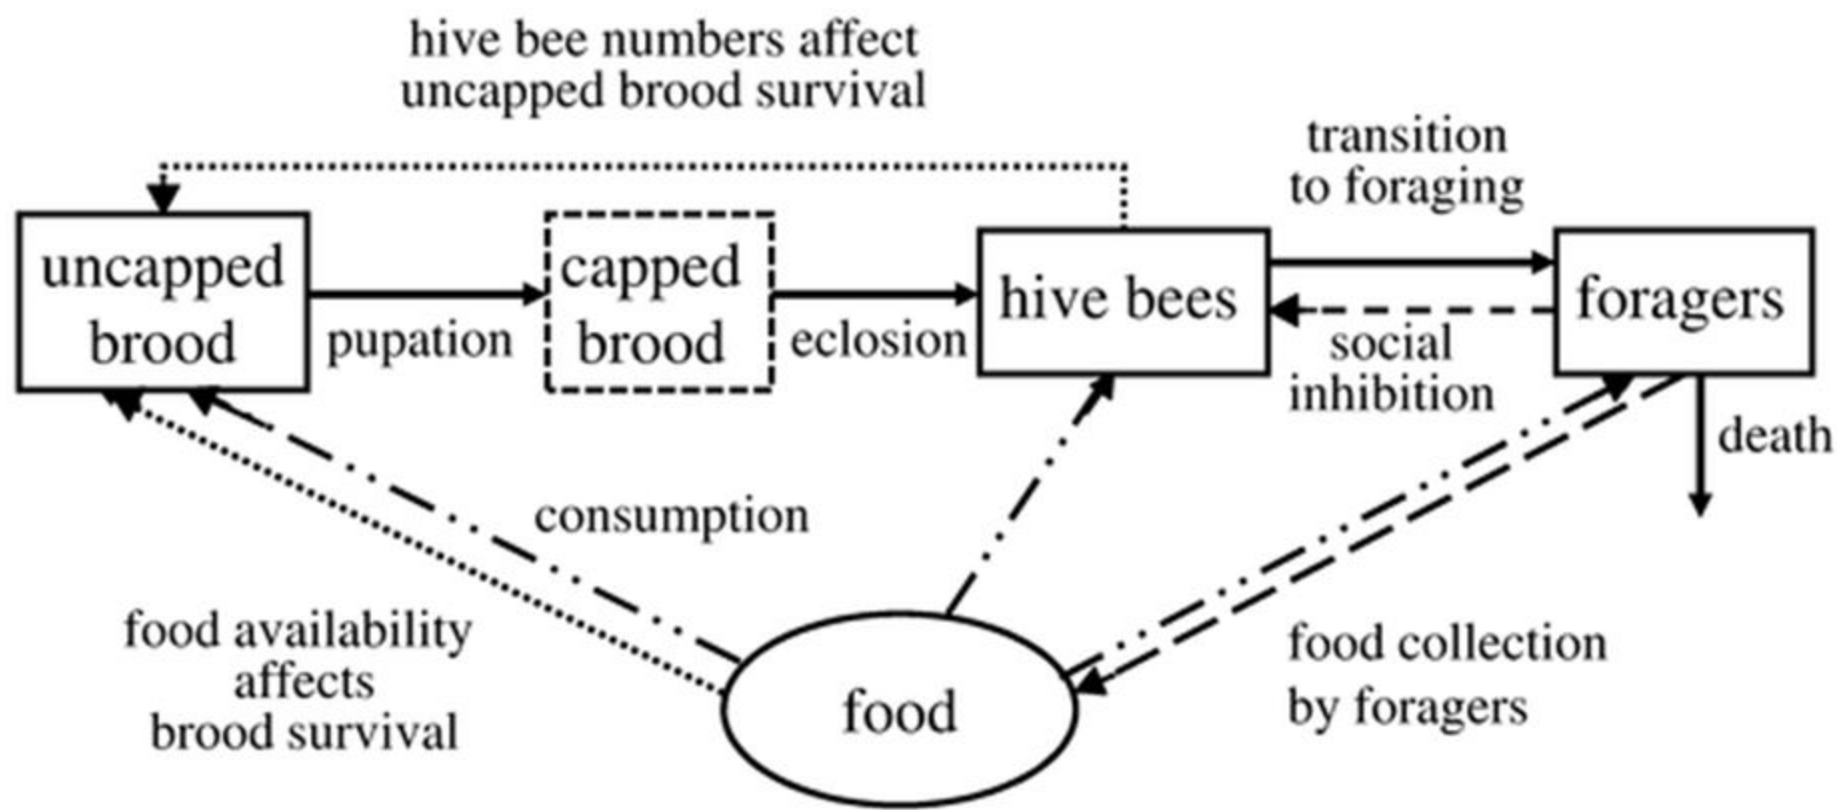 hive bee numbers affect
uncapped brood survival
transition
to foraging
uncapped
brood
pupation
capped
brood
eclosion
hive bees
foragers
social
inhibition
death
consumption
food availability
affects
brood survival
food
food collection
by foragers